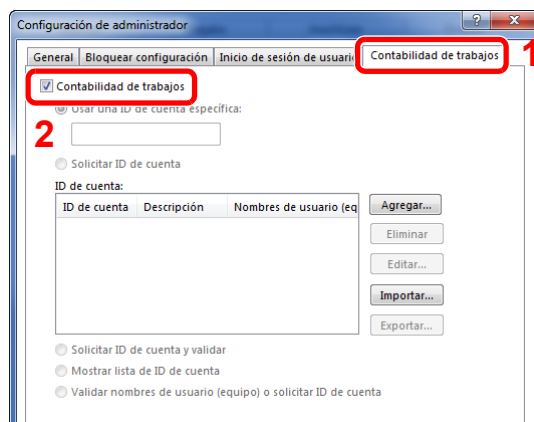 Configuración de administrador
General Bloquear configuración Inicio de sesión de usuario Contabilidad de trabajos 1
Contabilidad de trabajos
Usar una ID de cuenta específica:
2
Solicitar ID de cuenta
ID de cuenta:
ID de cuenta Descripción Nombres de usuario (eq Agregar...
Eliminar
Editar...
Importar...
Exportar...
Solicitar ID de cuenta y validar
Mostrar lista de ID de cuenta
Validar nombres de usuario (equipo) o solicitar ID de cuenta